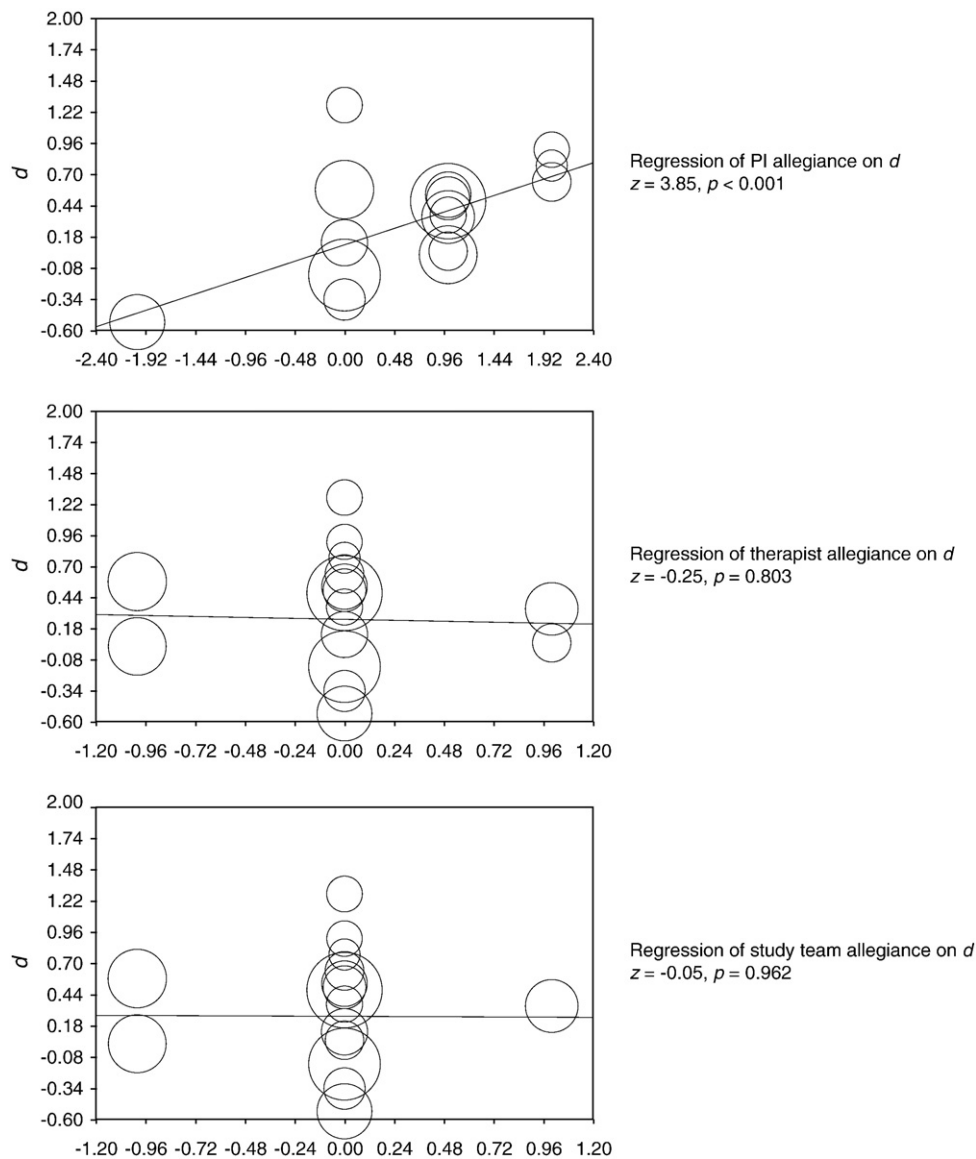 2.00
1.74
1.48
1.22
0.96
0.70
0.44
0.18
-0.08
-0.34
-0.60
d
-2.40 -1.92 -1.44 -0.96 -0.48 0.00 0.48 0.96 1.44 1.92 2.40
Regression of PI allegiance on d
z = 3.85, p < 0.001
2.00
1.74
1.48
1.22
0.96
0.70
0.44
0.18
-0.08
-0.34
-0.60
d
-1.20 -0.96 -0.72 -0.48 -0.24 0.00 0.24 0.48 0.72 0.96 1.20
Regression of therapist allegiance on d
z = -0.25, p = 0.803
2.00
1.74
1.48
1.22
0.96
0.70
0.44
0.18
-0.08
-0.34
-0.60
d
-1.20 -0.96 -0.72 -0.48 -0.24 0.00 0.24 0.48 0.72 0.96 1.20
Regression of study team allegiance on d
z = -0.05, p = 0.962